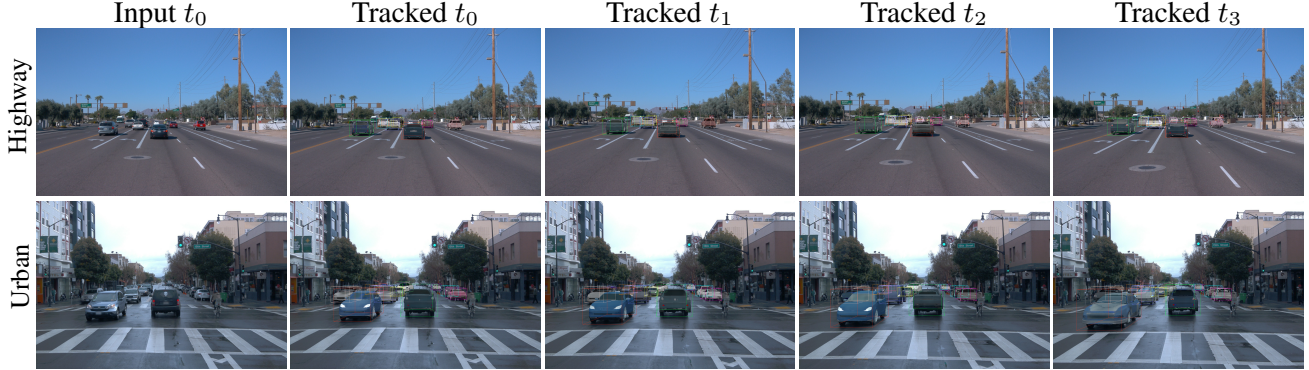 Input t₀ Tracked t₀ Tracked t₁ Tracked t₂ Tracked t₃
Highway
Urban